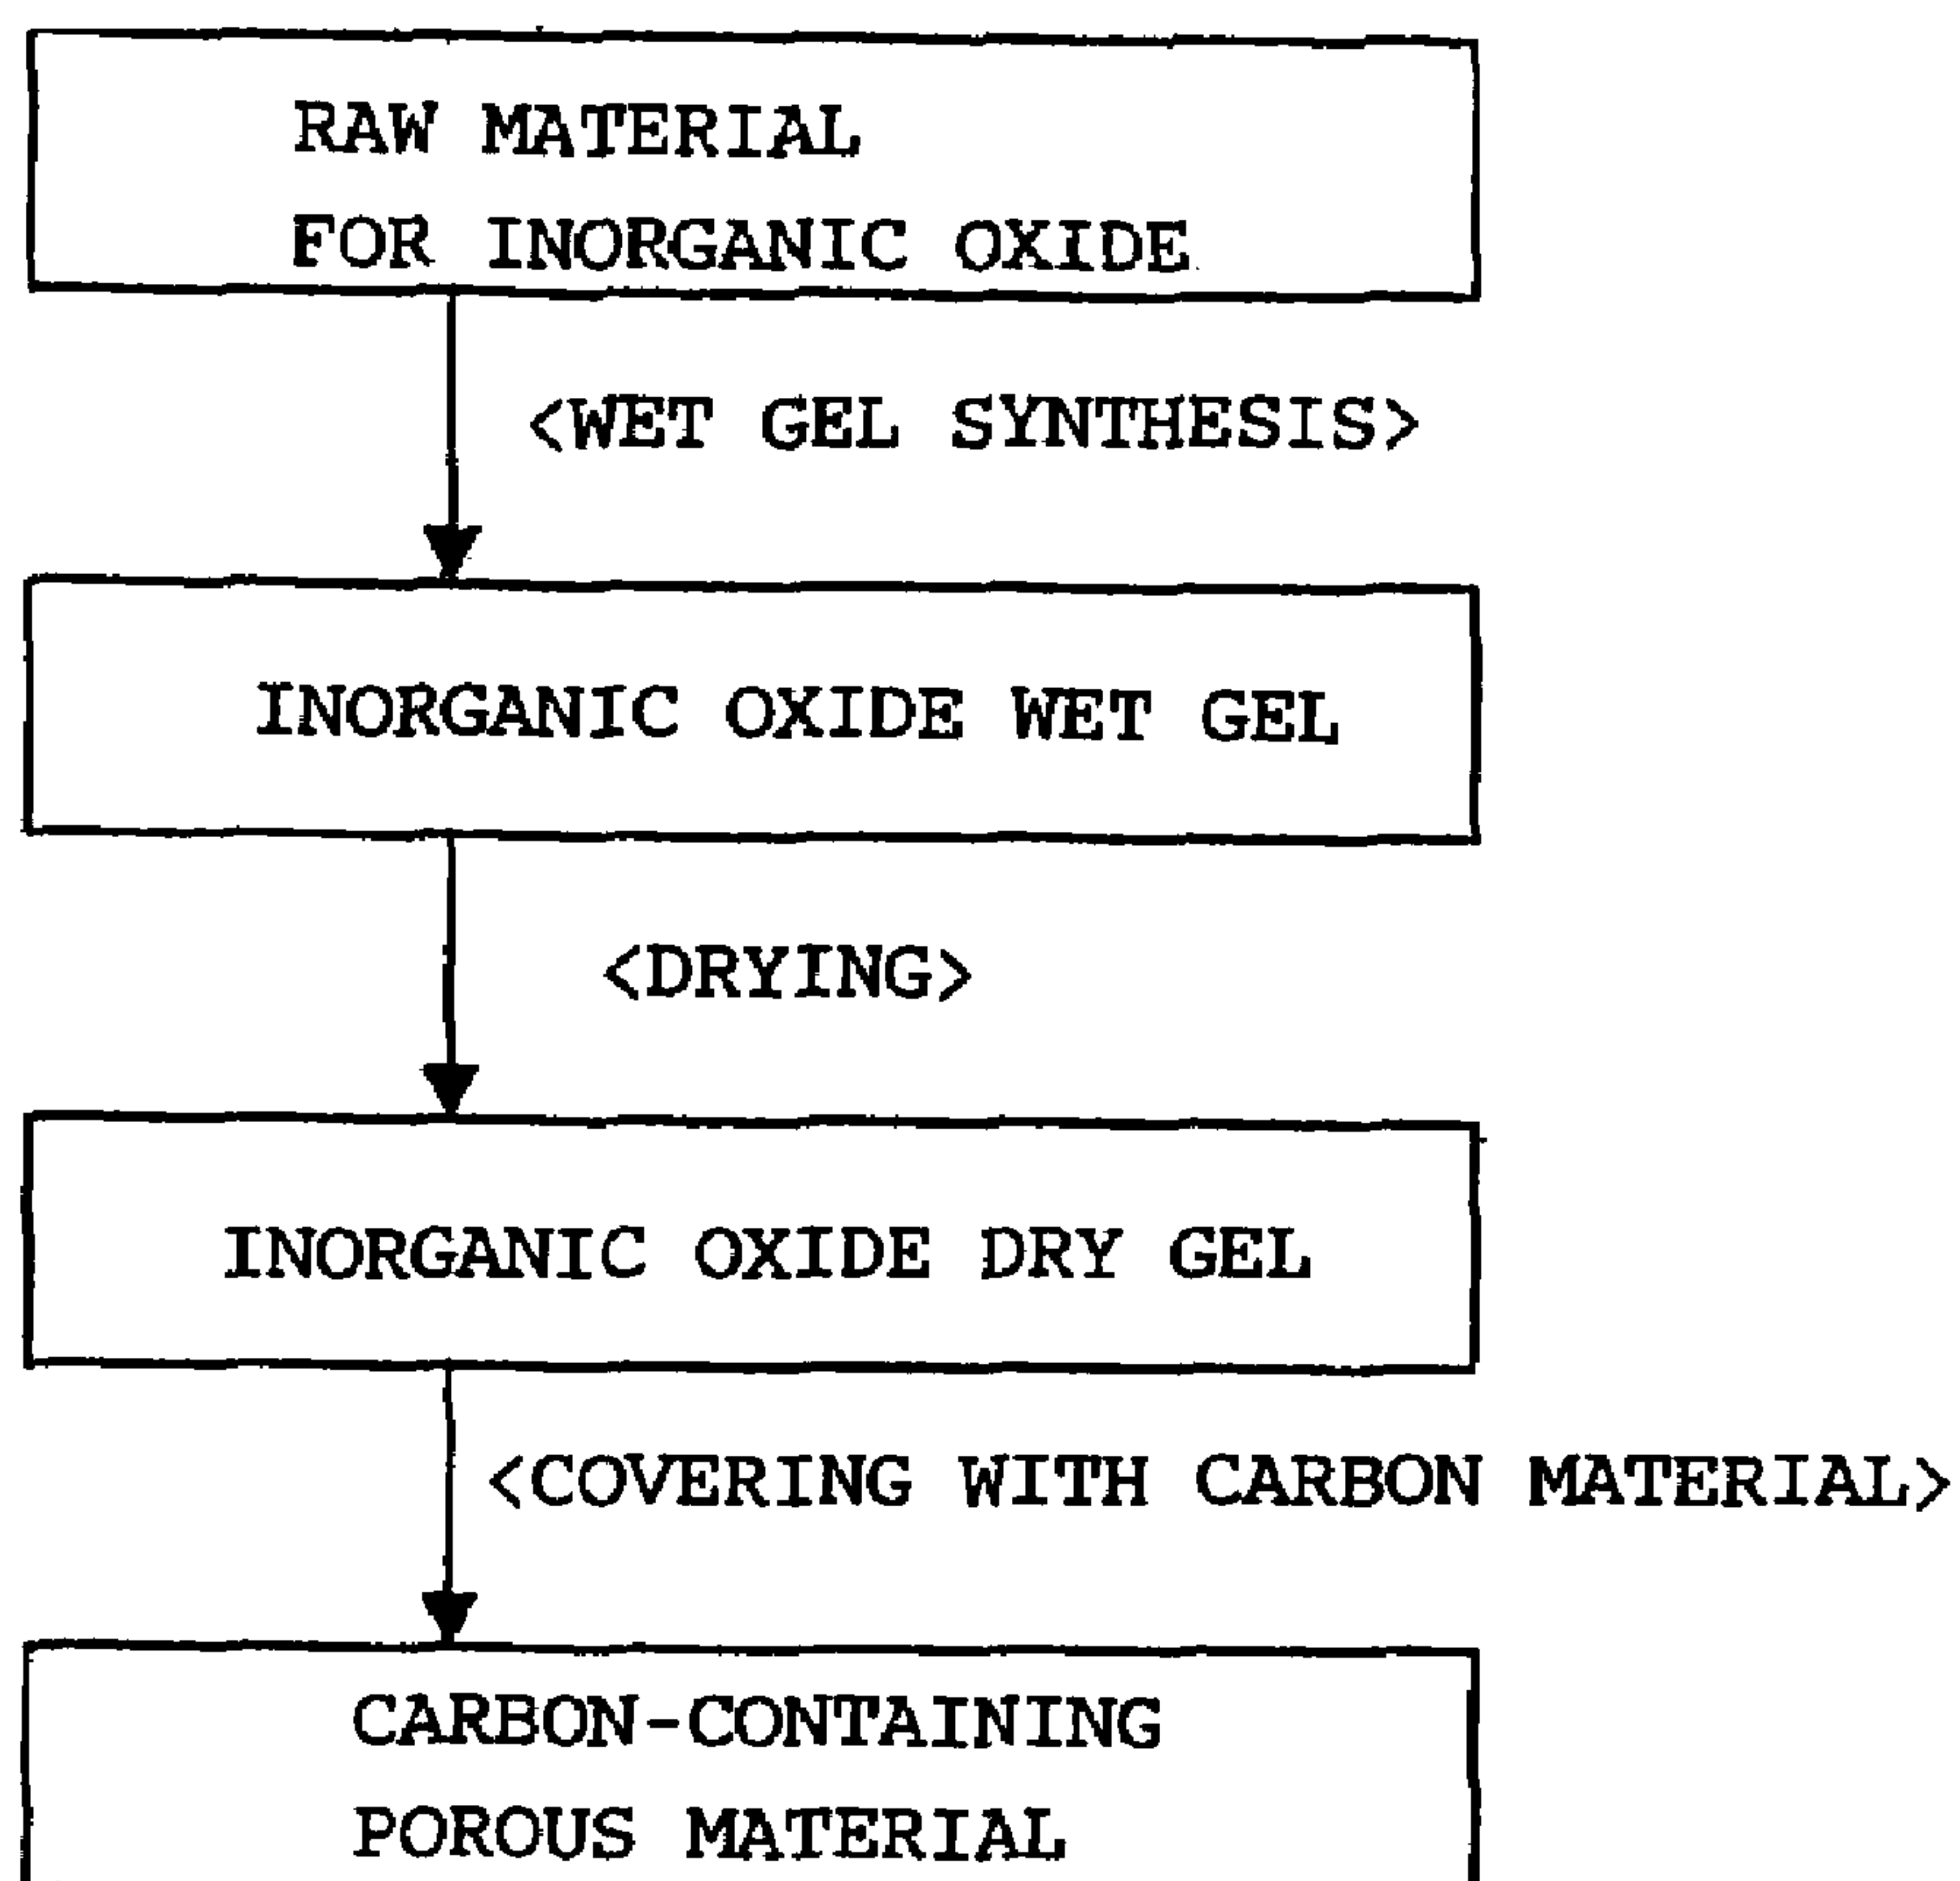 RAW MATERIAL
FOR INORGANIC OXIDE
<WET GEL SYNTHESIS>
INORGANIC OXIDE WET GEL
<DRYING>
INORGANIC OXIDE DRY GEL
<COVERING WITH CARBON MATERIAL>
CARBON-CONTAINING
POROUS MATERIAL